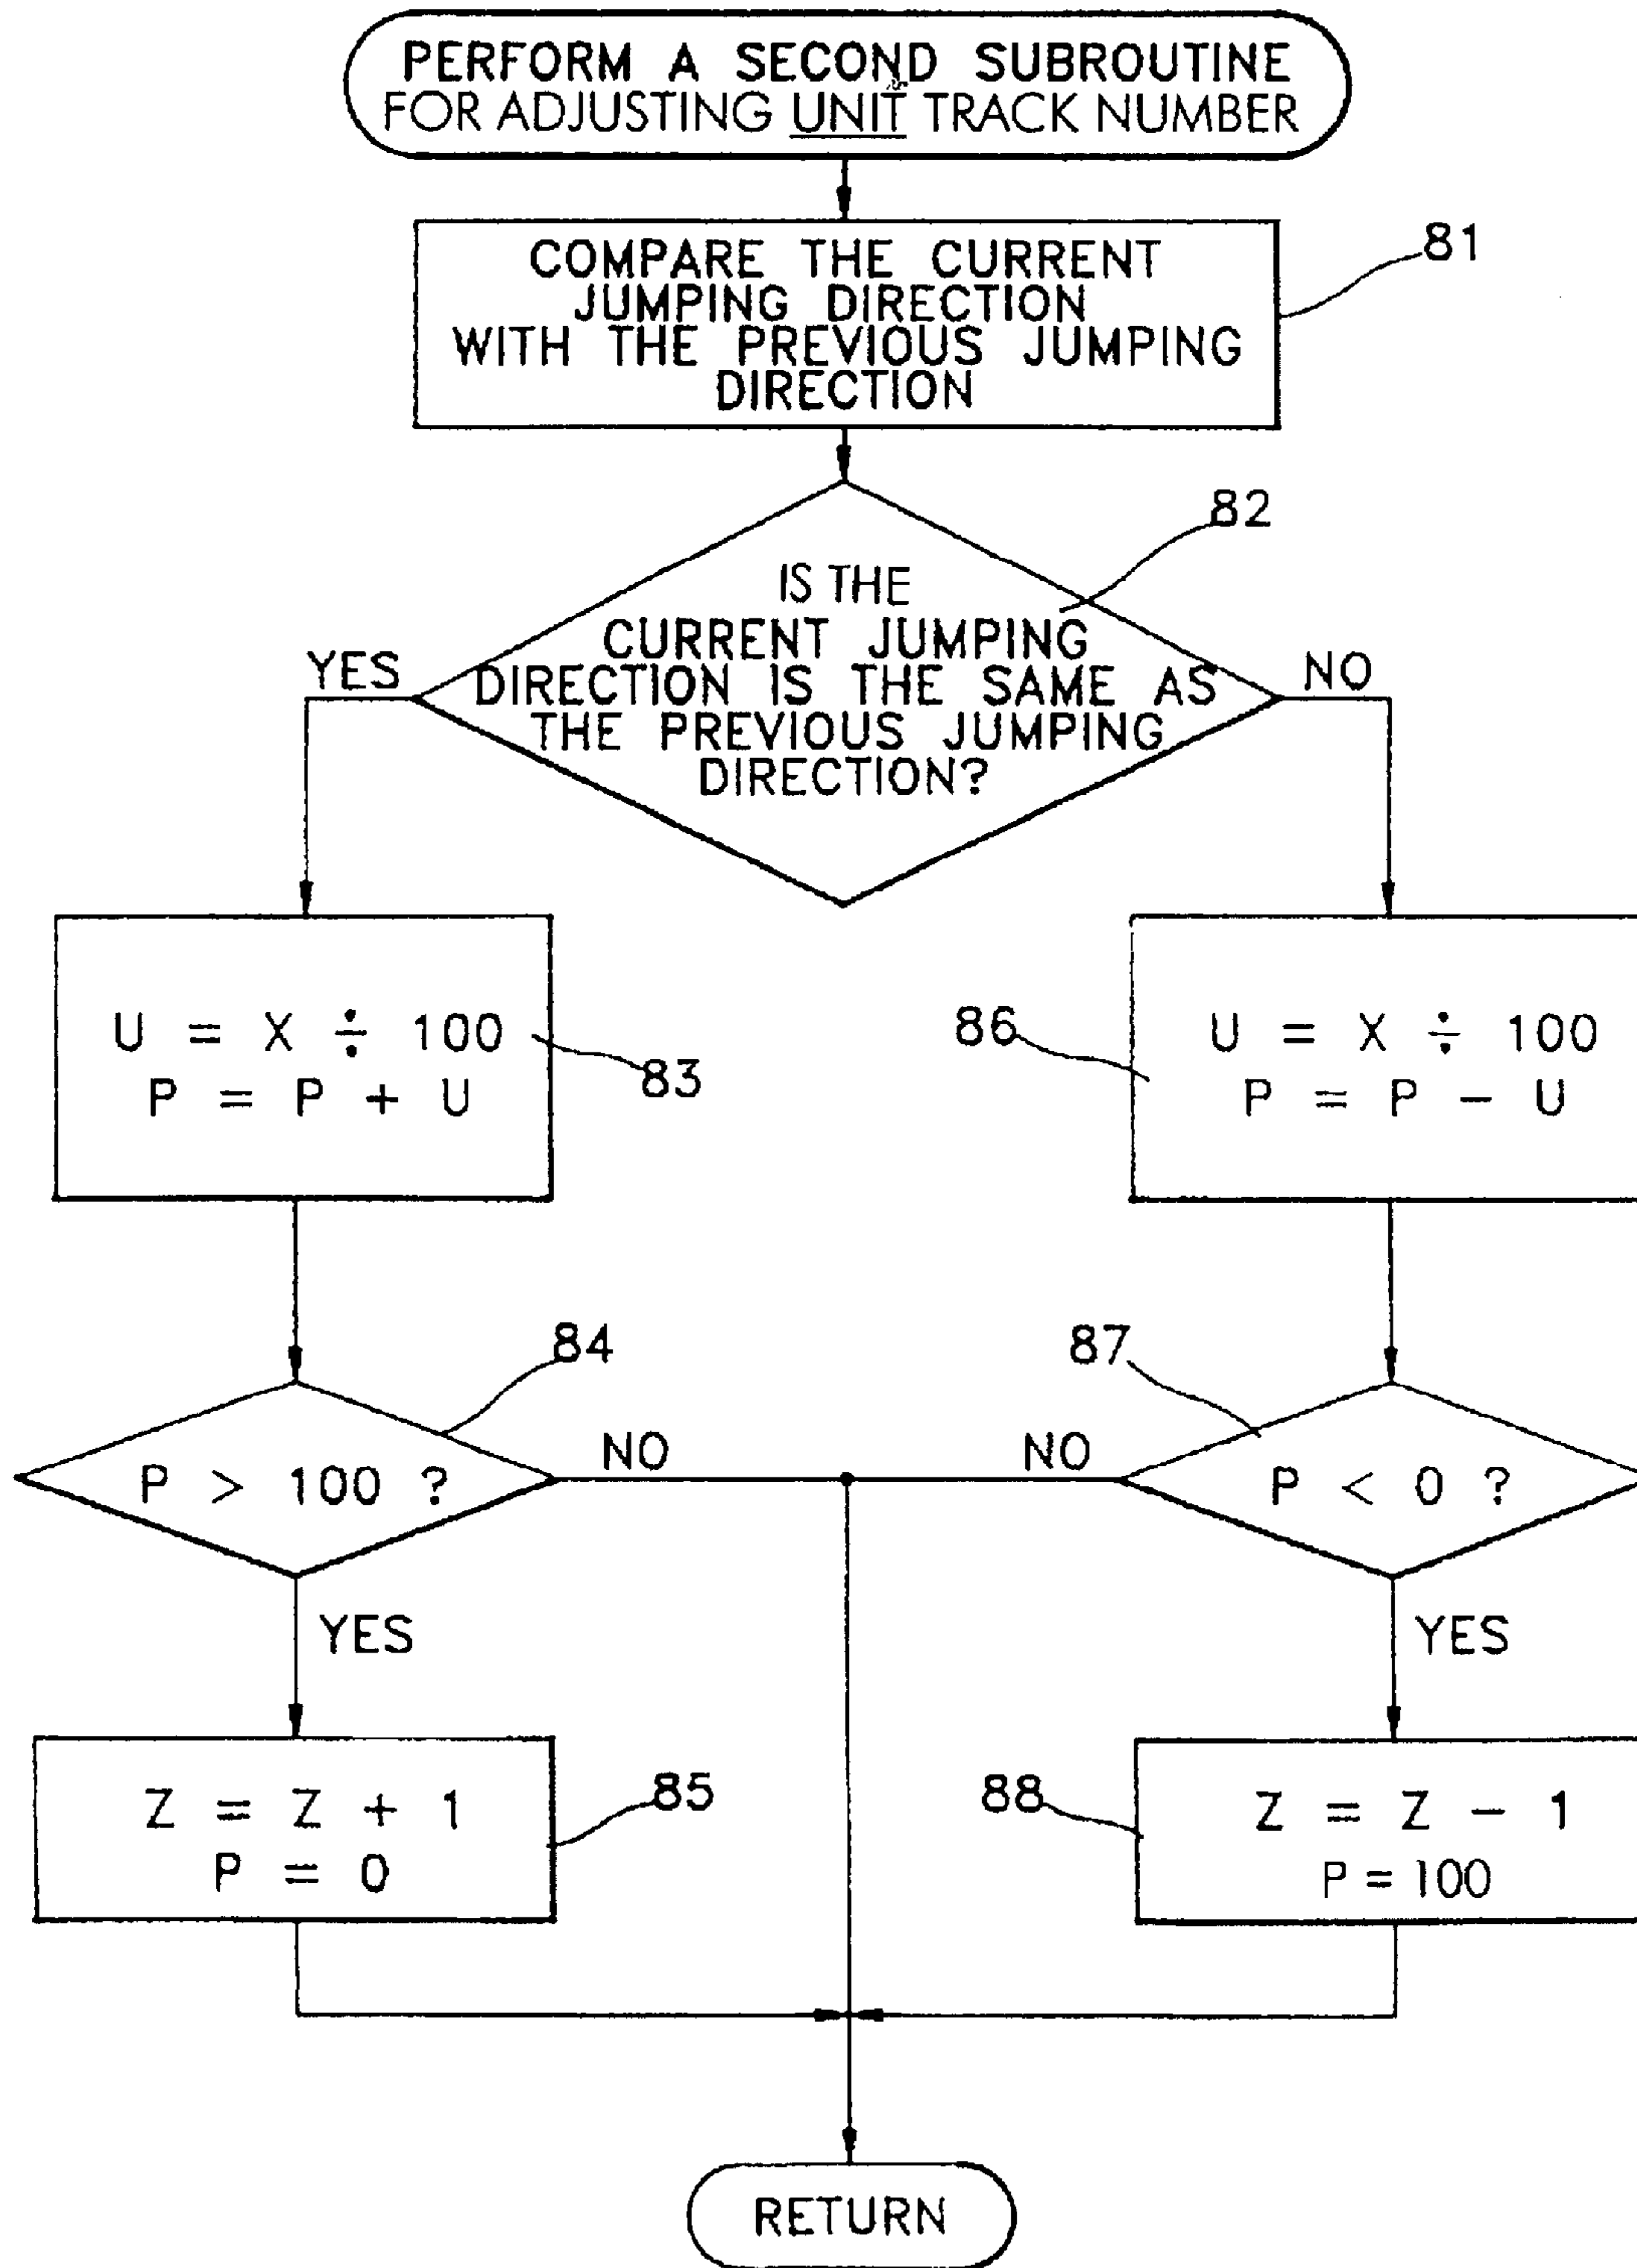 PERFORM A SECOND SUBROUTINE
FOR ADJUSTING UNIT TRACK NUMBER
COMPARE THE CURRENT
JUMPING DIRECTION
WITH THE PREVIOUS JUMPING
DIRECTION
81
82
IS THE
CURRENT JUMPING
DIRECTION IS THE SAME AS
THE PREVIOUS JUMPING
DIRECTION?
YES
NO
U = X ÷ 100
P = P + U
83
86
U = X ÷ 100
P = P − U
84
87
P > 100 ?
NO
NO
P < 0 ?
YES
YES
Z = Z + 1
P = 0
85
88
Z = Z − 1
P = 100
RETURN